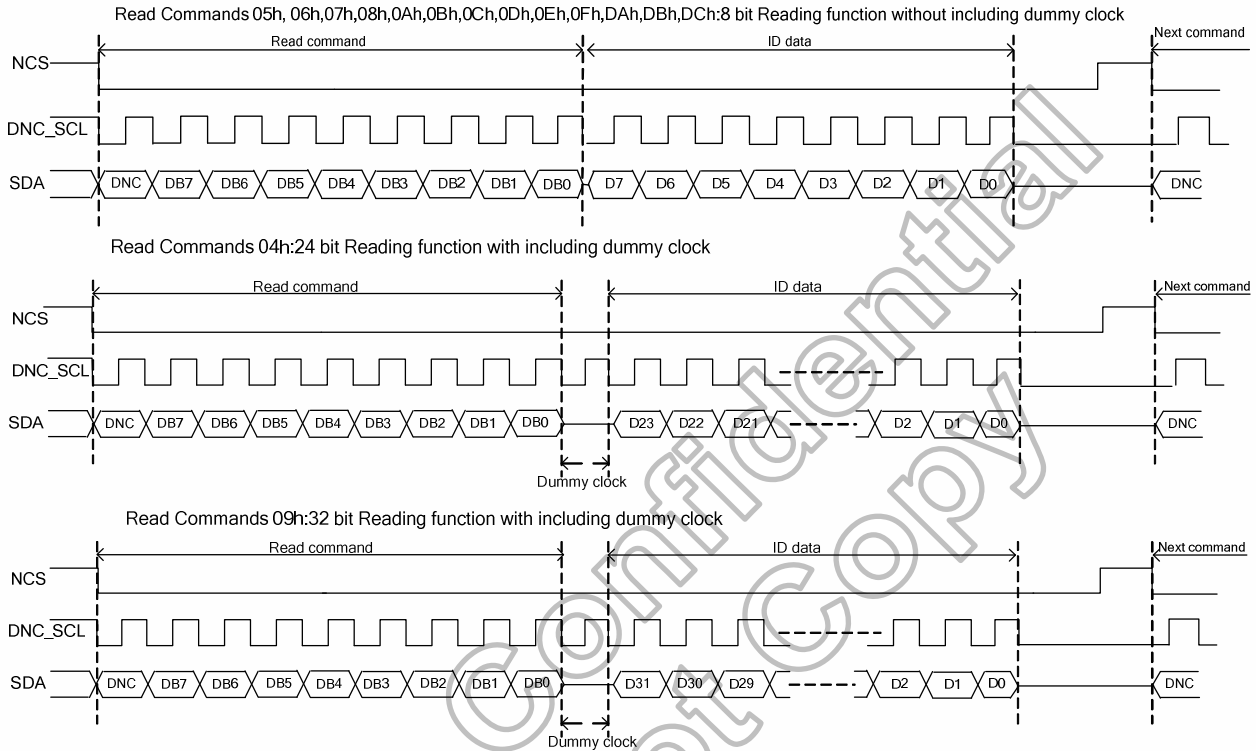 Read Commands 05h, 06h,07h,08h,0Ah,0Bh,0Ch,0Dh,0Eh,0Fh,DAh,DBh,DCh:8 bit Reading function without including dummy clock
Read command ID data Next command
NCS
DNC_SCL
SDA DNC DB7 DB6 DB5 DB4 DB3 DB2 DB1 DB0 D7 D6 D5 D4 D3 D2 D1 D0 DNC
Read Commands 04h:24 bit Reading function with including dummy clock
Read command ID data Next command
NCS
DNC_SCL
SDA DNC DB7 DB6 DB5 DB4 DB3 DB2 DB1 DB0 D23 D22 D21 D2 D1 D0 DNC
Dummy clock
Read Commands 09h:32 bit Reading function with including dummy clock
Read command ID data Next command
NCS
DNC_SCL
SDA DNC DB7 DB6 DB5 DB4 DB3 DB2 DB1 DB0 D31 D30 D29 D2 D1 D0 DNC
Dummy clock
Confidential
Copy